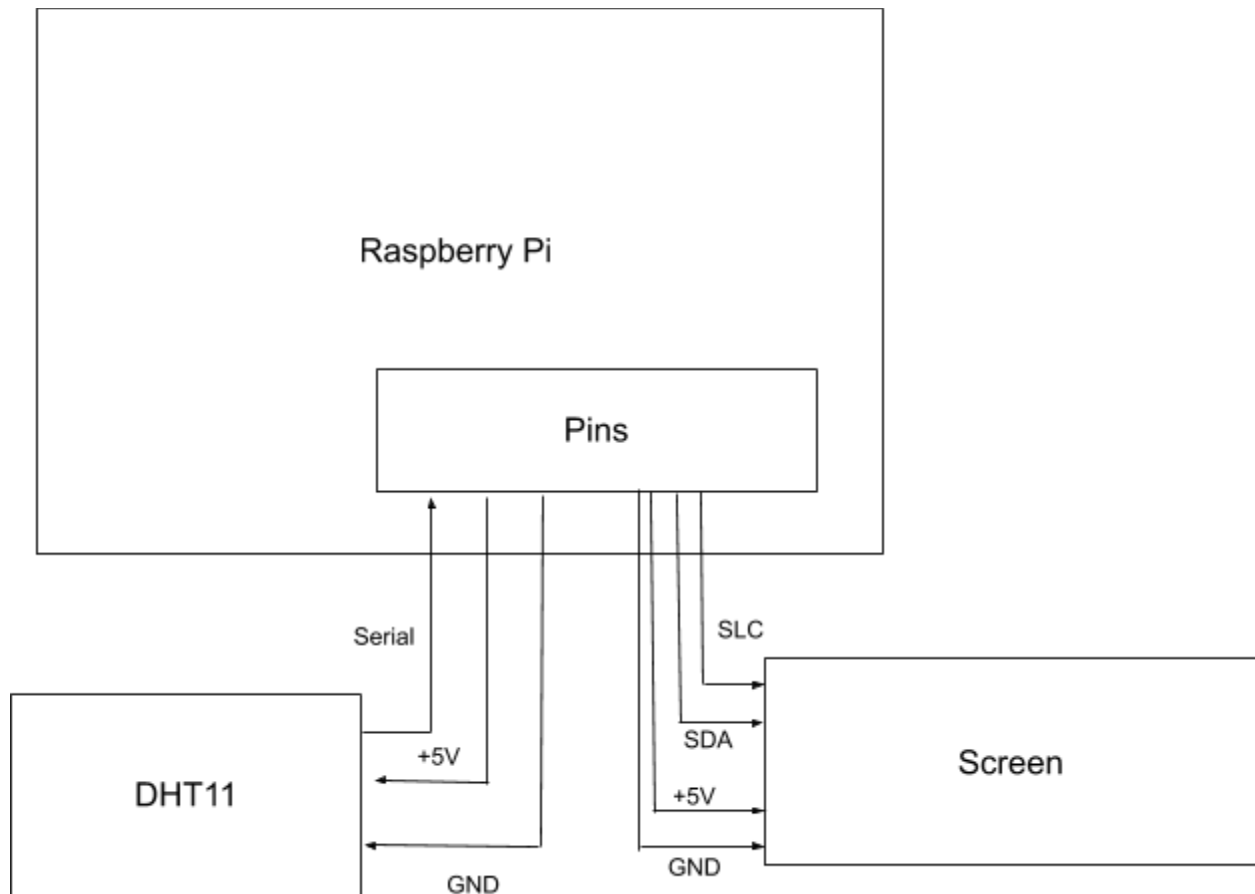 Raspberry Pi
Pins
Serial
SLC
+5V
SDA
DHT11
Screen
+5V
GND
GND